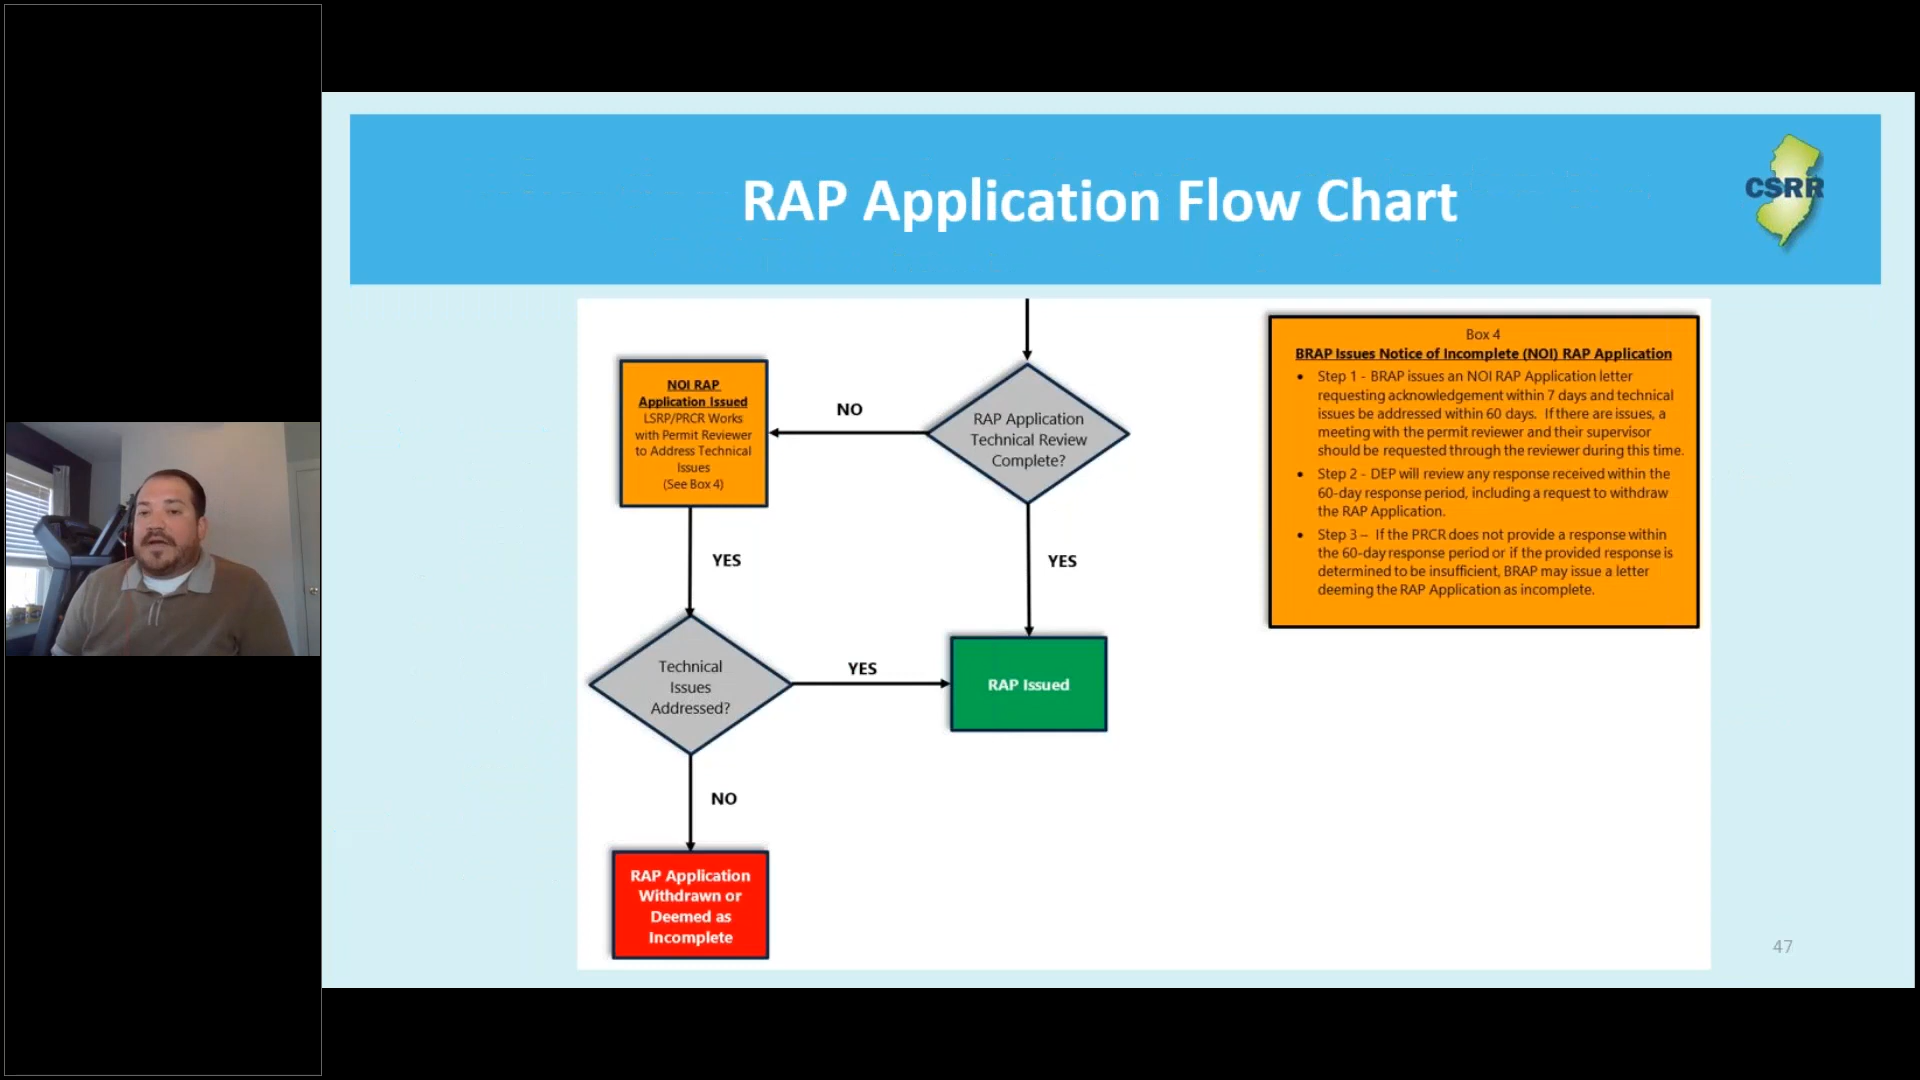 RAP Application Flow Chart
CSRR
NOI RAP
Application Issued
LSRP/PRCR Works
with Permit Reviewer
to Address Technical
Issues
(See Box 4)
NO
RAP Application
Technical Review
Complete?
Box 4
BRAP Issues Notice of Incomplete (NOI) RAP Application
• Step 1 - BRAP issues an NOI RAP Application letter
requesting acknowledgement within 7 days and technical
issues be addressed within 60 days. If there are issues, a
meeting with the permit reviewer and their supervisor
should be requested through the reviewer during this time.
• Step 2 - DEP will review any response received within the
60-day response period, including a request to withdraw
the RAP Application.
• Step 3 – If the PRCR does not provide a response within
the 60-day response period or if the provided response is
determined to be insufficient, BRAP may issue a letter
deeming the RAP Application as incomplete.
YES
YES
Technical
Issues
Addressed?
YES
RAP Issued
NO
RAP Application
Withdrawn or
Deemed as
Incomplete
47